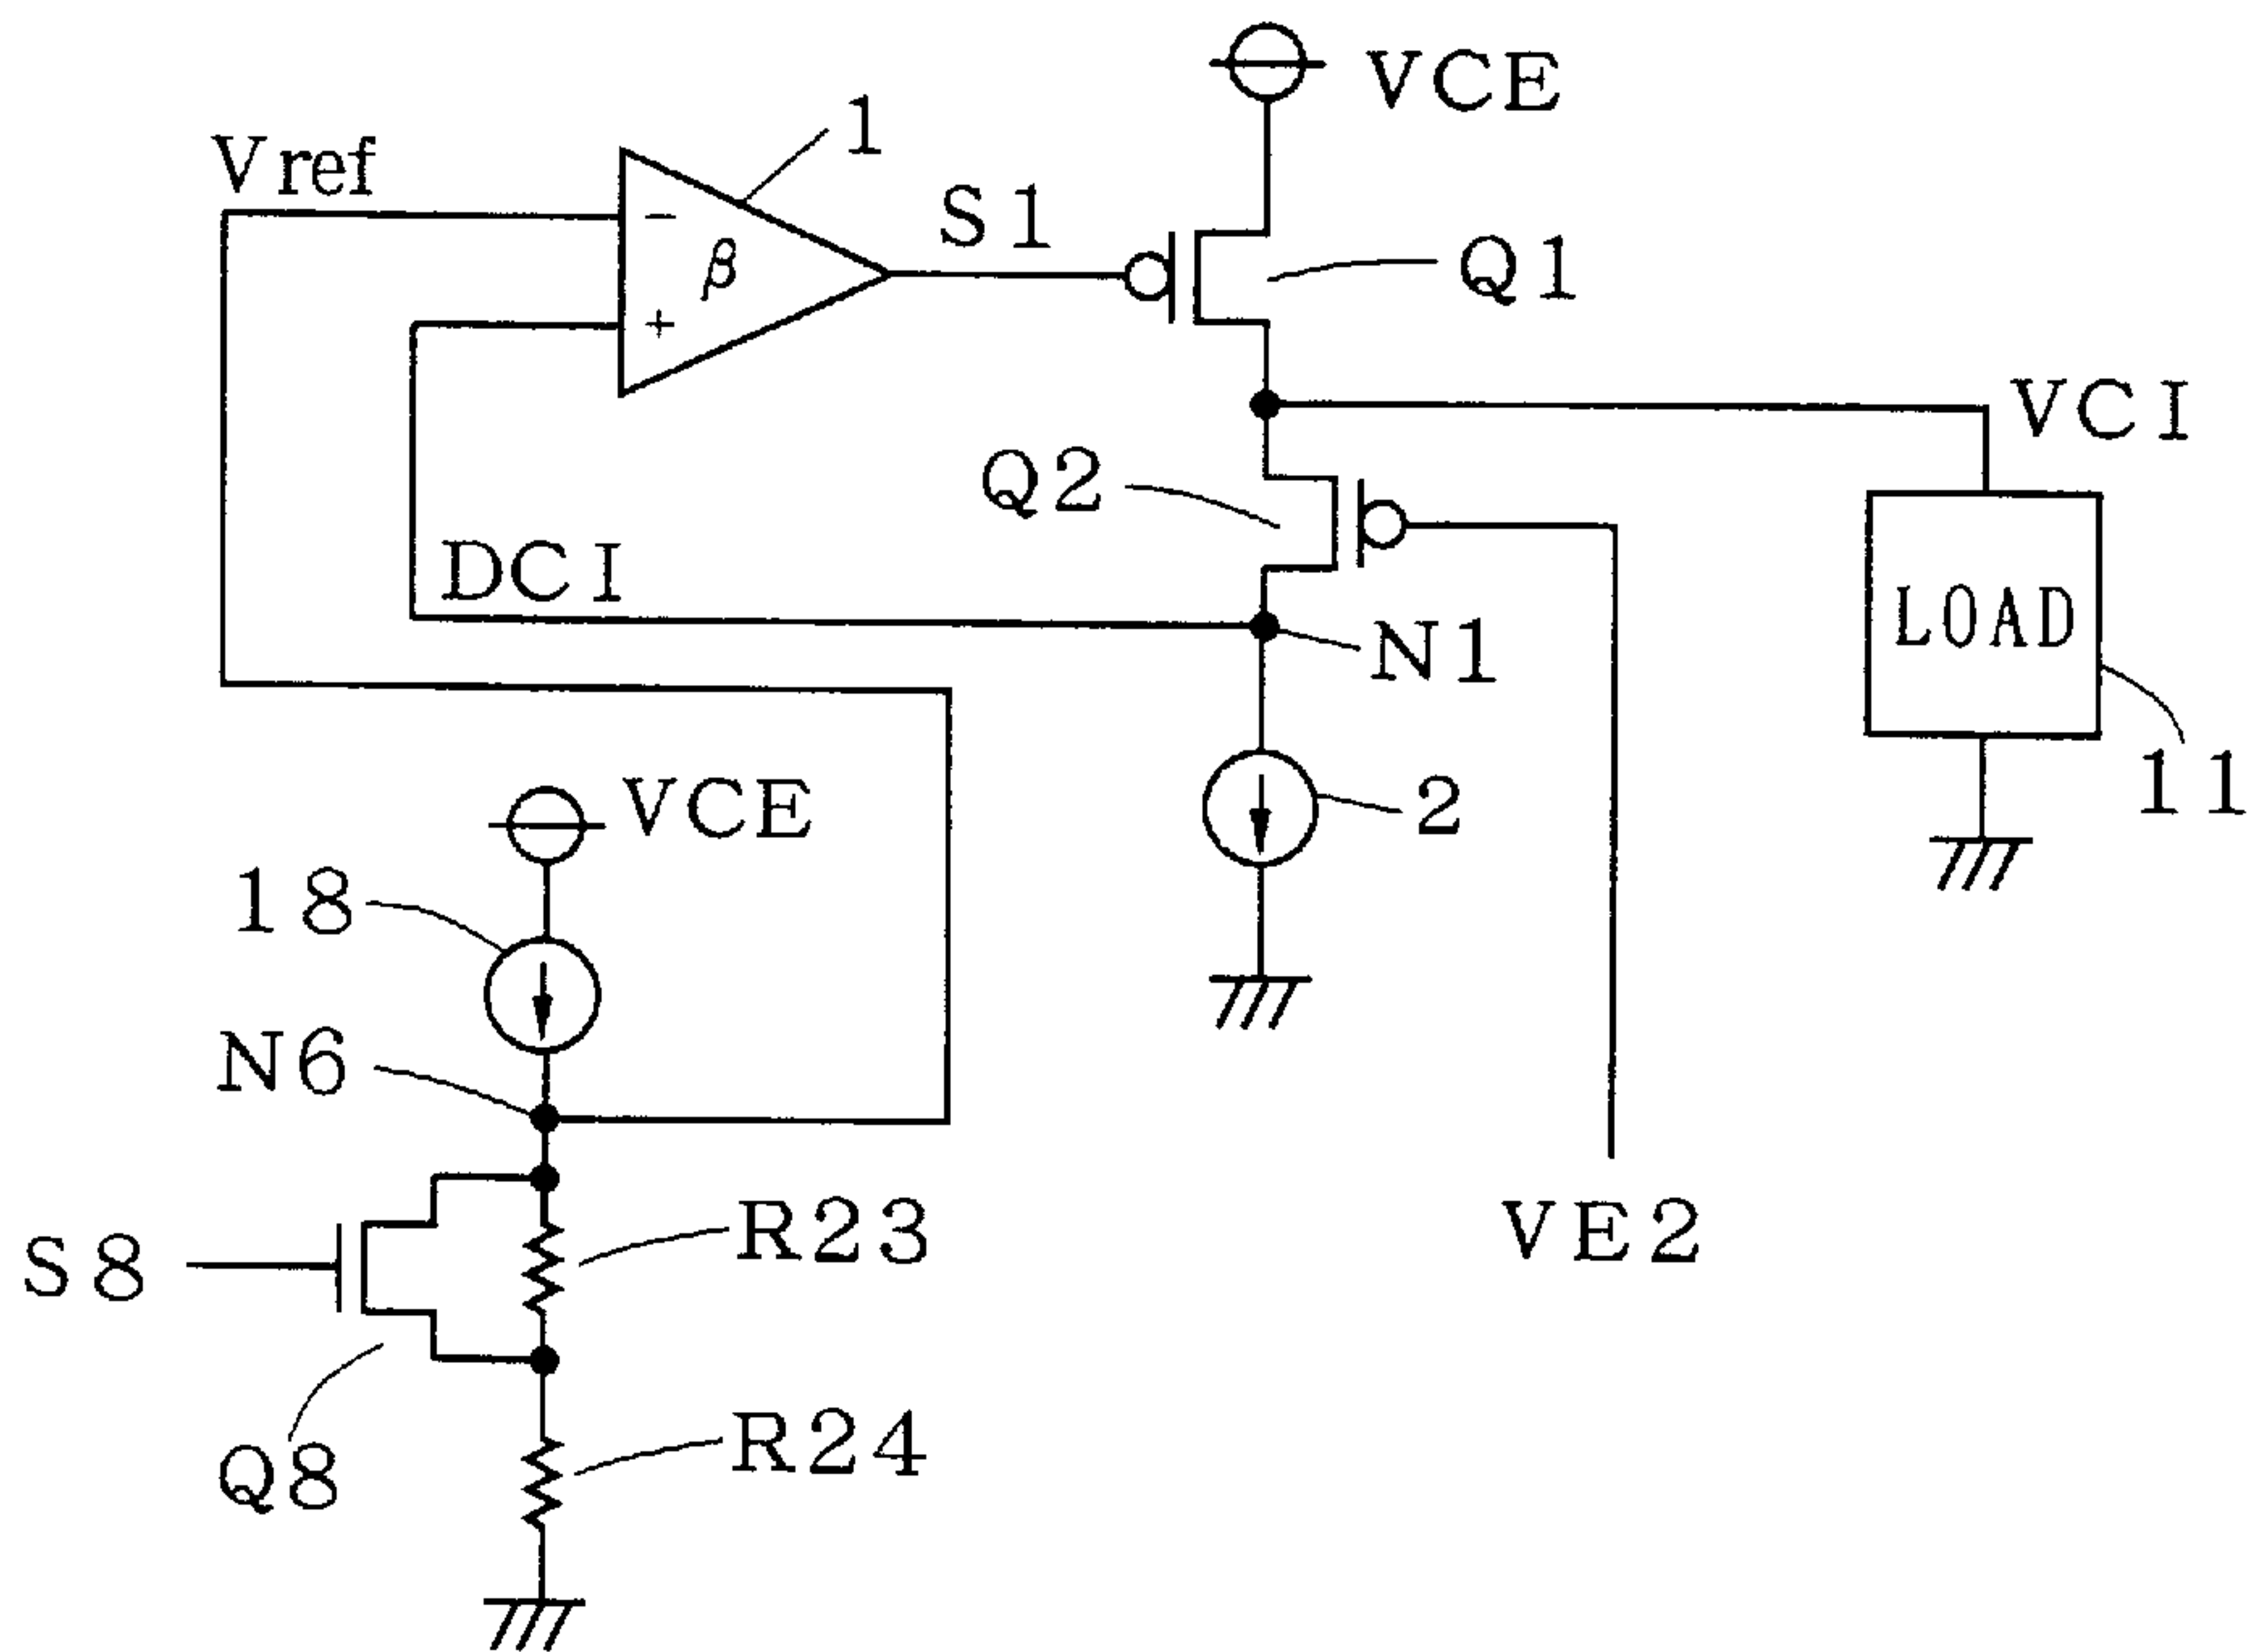 VCE
1
Vref
S1
−
β
+
Q1
VCI
Q2
DCI
N1
LOAD
VCE
2
11
18
N6
R23
VE2
S8
R24
Q8